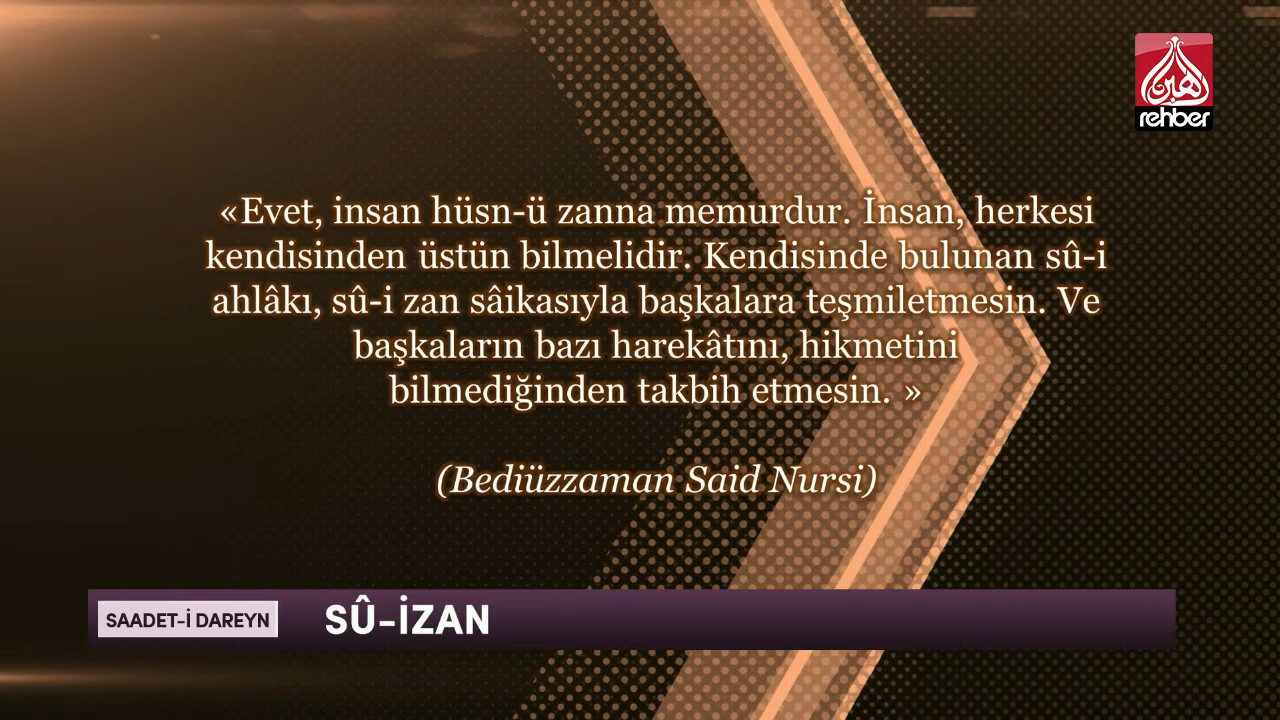 رهبر
rehber
«Evet, insan hüsn-ü zanna memurdur. İnsan, herkesi
kendisinden üstün bilmelidir. Kendisinde bulunan sû-i
ahlâkı, sû-i zan sâikasıyla başkalara teşmiletmesin. Ve
başkaların bazı harekâtını, hikmetini
bilmediğinden takbih etmesin. »
(Bediüzzaman Said Nursi)
SAADET-İ DAREYN
SÛ-İZAN